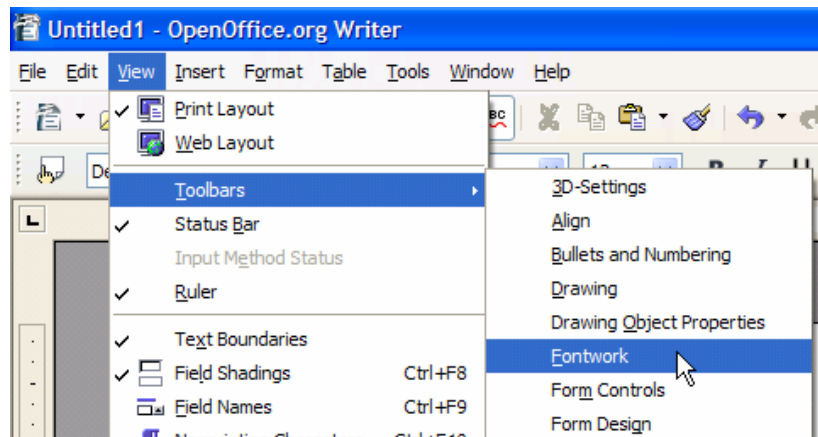 Untitled1 - OpenOffice.org Writer
File Edit View Insert Format Table Tools Window Help
Print Layout
Web Layout
Toolbars
Status Bar
Input Method Status
Ruler
Text Boundaries
Field Shadings Ctrl+F8
Field Names Ctrl+F9
3D-Settings
Align
Bullets and Numbering
Drawing
Drawing Object Properties
Fontwork
Form Controls
Form Design